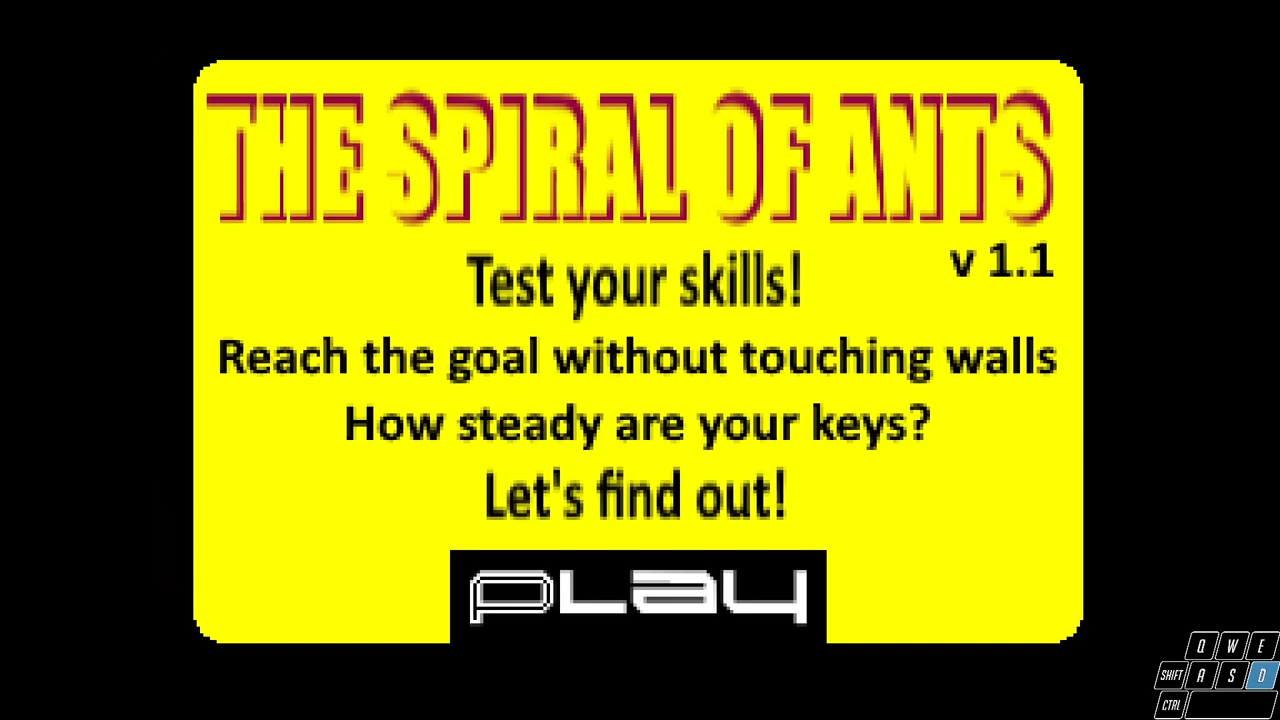 THE SPIRAL OF ANTS
v 1.1
Test your skills!
Reach the goal without touching walls
How steady are your keys?
Let's find out!
PLAY
Q W E
SHIFT A S D
CTRL